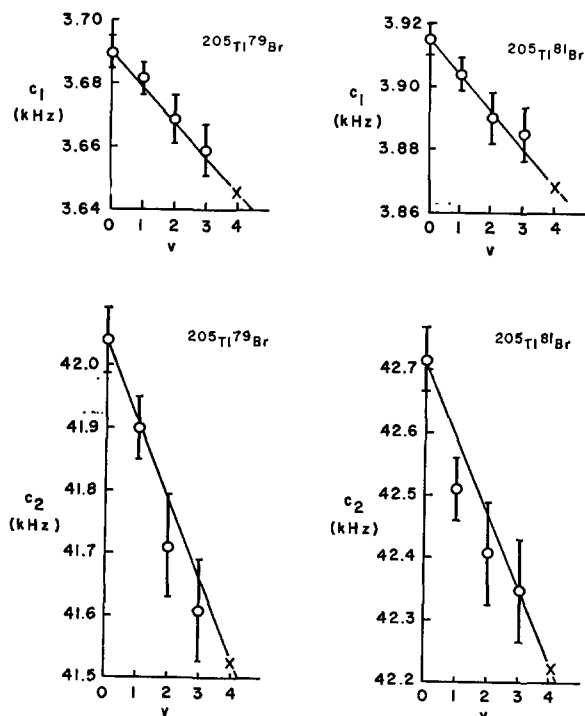 3.70
3.68
3.66
3.64
c₁
(kHz)
²⁰⁵Tl⁷⁹Br
0 1 2 3 4
v
3.92
3.90
3.88
3.86
c₁
(kHz)
²⁰⁵Tl⁸¹Br
0 1 2 3 4
v
42.0
41.9
41.8
41.7
41.6
41.5
c₂
(kHz)
²⁰⁵Tl⁷⁹Br
0 1 2 3 4
v
42.7
42.6
42.5
42.4
42.3
42.2
c₂
(kHz)
²⁰⁵Tl⁸¹Br
0 1 2 3 4
v